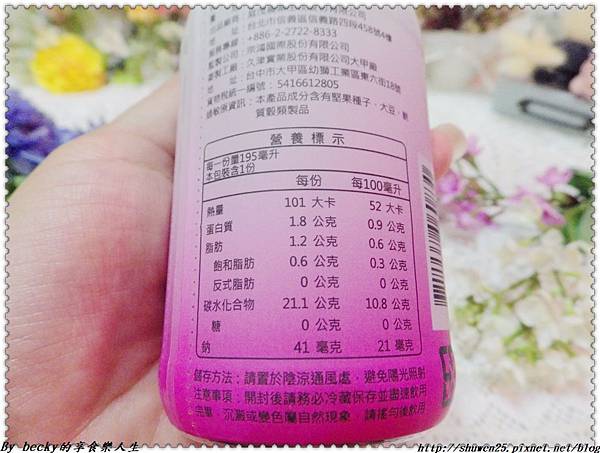 台北市信義區信義路四段458號4樓
+886-2-2722-8333
國際股份有限公司
久津實業股份有限公司大甲廠
址：台中市大甲區幼獅工業區東六街18號
貨物稅統一編號：5416612805
過敏原資訊：本產品成分含有堅果種子、大豆、麩
質穀類製品
營養標示
每一份量195毫升
本包裝含1份
每份 每100毫升
熱量 101 大卡 52 大卡
蛋白質 1.8 公克 0.9 公克
脂肪 1.2 公克 0.6 公克
飽和脂肪 0.6 公克 0.3 公克
反式脂肪 0 公克 0 公克
碳水化合物 21.1 公克 10.8 公克
糖 0 公克 0 公克
鈉 41 毫克 21 毫克
儲存方法：請置於陰涼通風處，避免陽光照射
注意事項：開封後請務必冷藏保存並盡速飲用
完畢，沉澱或變色屬自然現象，請搖勻後飲用
By becky的享食樂人生
http://shuwen25.pixnet.net/blog